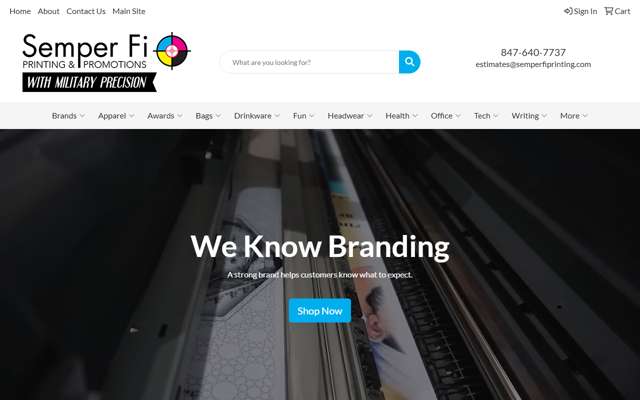 Home About Contact Us Main Site
Sign In Cart
Semper Fi
PRINTING & PROMOTIONS
WITH MILITARY PRECISION
What are you looking for?
847-640-7737
estimates@semperfiprinting.com
Brands Apparel Awards Bags Drinkware Fun Headwear Health Office Tech Writing More
We Know Branding
A strong brand helps customers know what to expect.
Shop Now